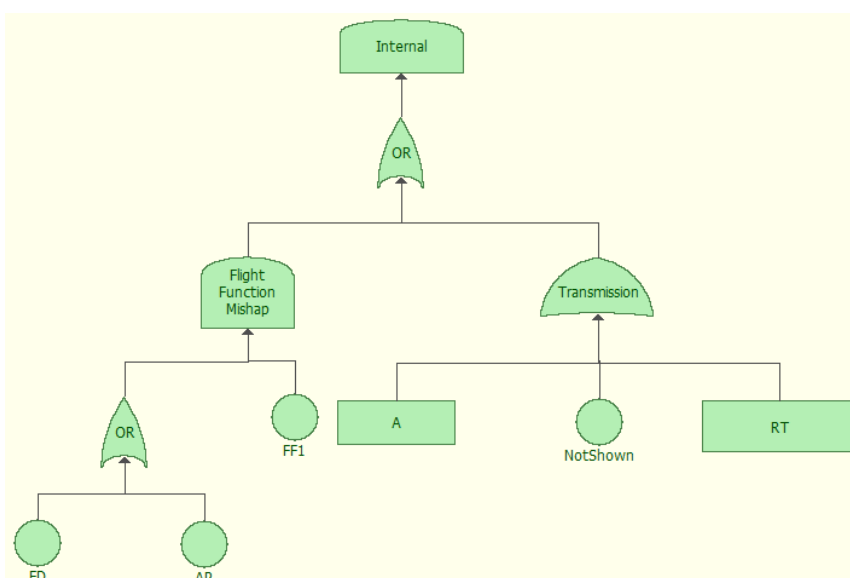 Internal
OR
Flight
Function
Mishap
Transmission
OR
FF1
A
NotShown
RT